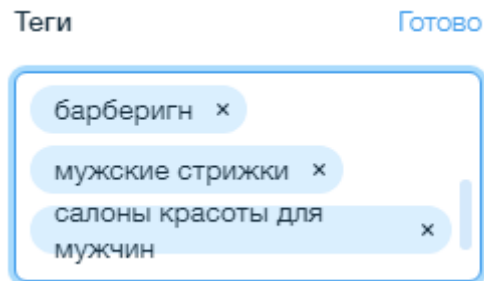 Теги Готово
барберигн ×
мужские стрижки ×
салоны красоты для
мужчин ×